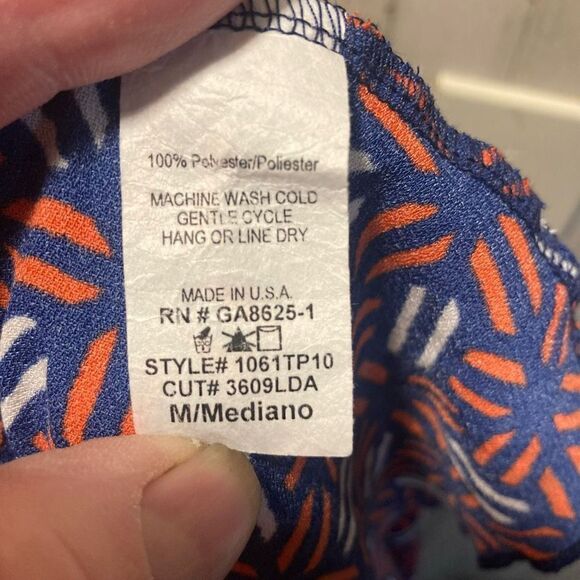 100% Polyester/Poliester
MACHINE WASH COLD
GENTLE CYCLE
HANG OR LINE DRY
MADE IN U.S.A.
RN # GA8625-1
STYLE# 1061TP10
CUT# 3609LDA
M/Mediano